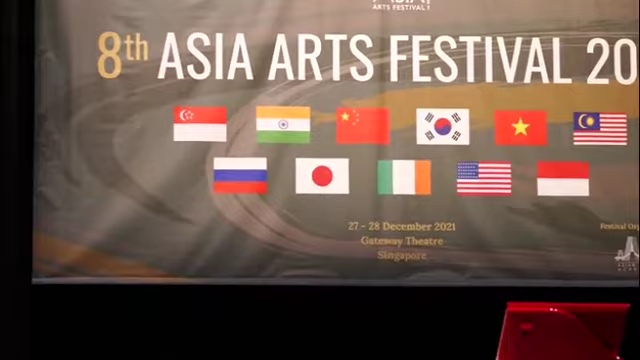 ARTS FESTIVAL
8th ASIA ARTS FESTIVAL 20
27 - 28 December 2021
Gateway Theatre
Singapore
Festival Or